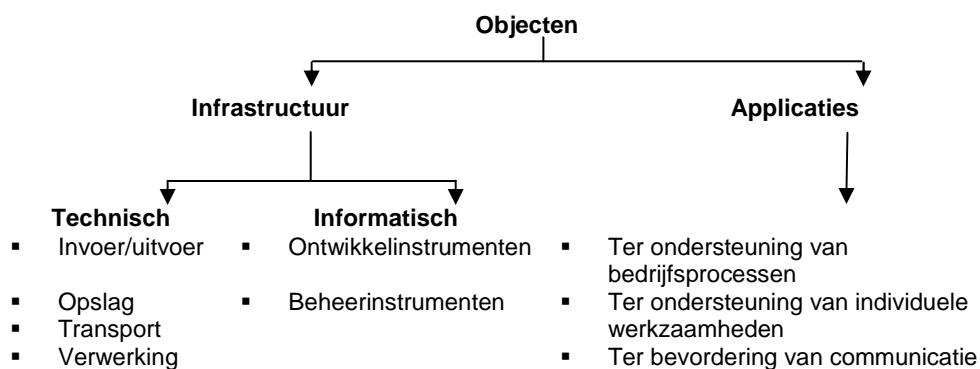 Objecten
Infrastructuur
Applicaties
Technisch
▪ Invoer/uitvoer
▪ Opslag
▪ Transport
▪ Verwerking
Informatisch
▪ Ontwikkelinstrumenten
▪ Beheerinstrumenten
▪ Ter ondersteuning van
bedrijfsprocessen
▪ Ter ondersteuning van individuele
werkzaamheden
▪ Ter bevordering van communicatie